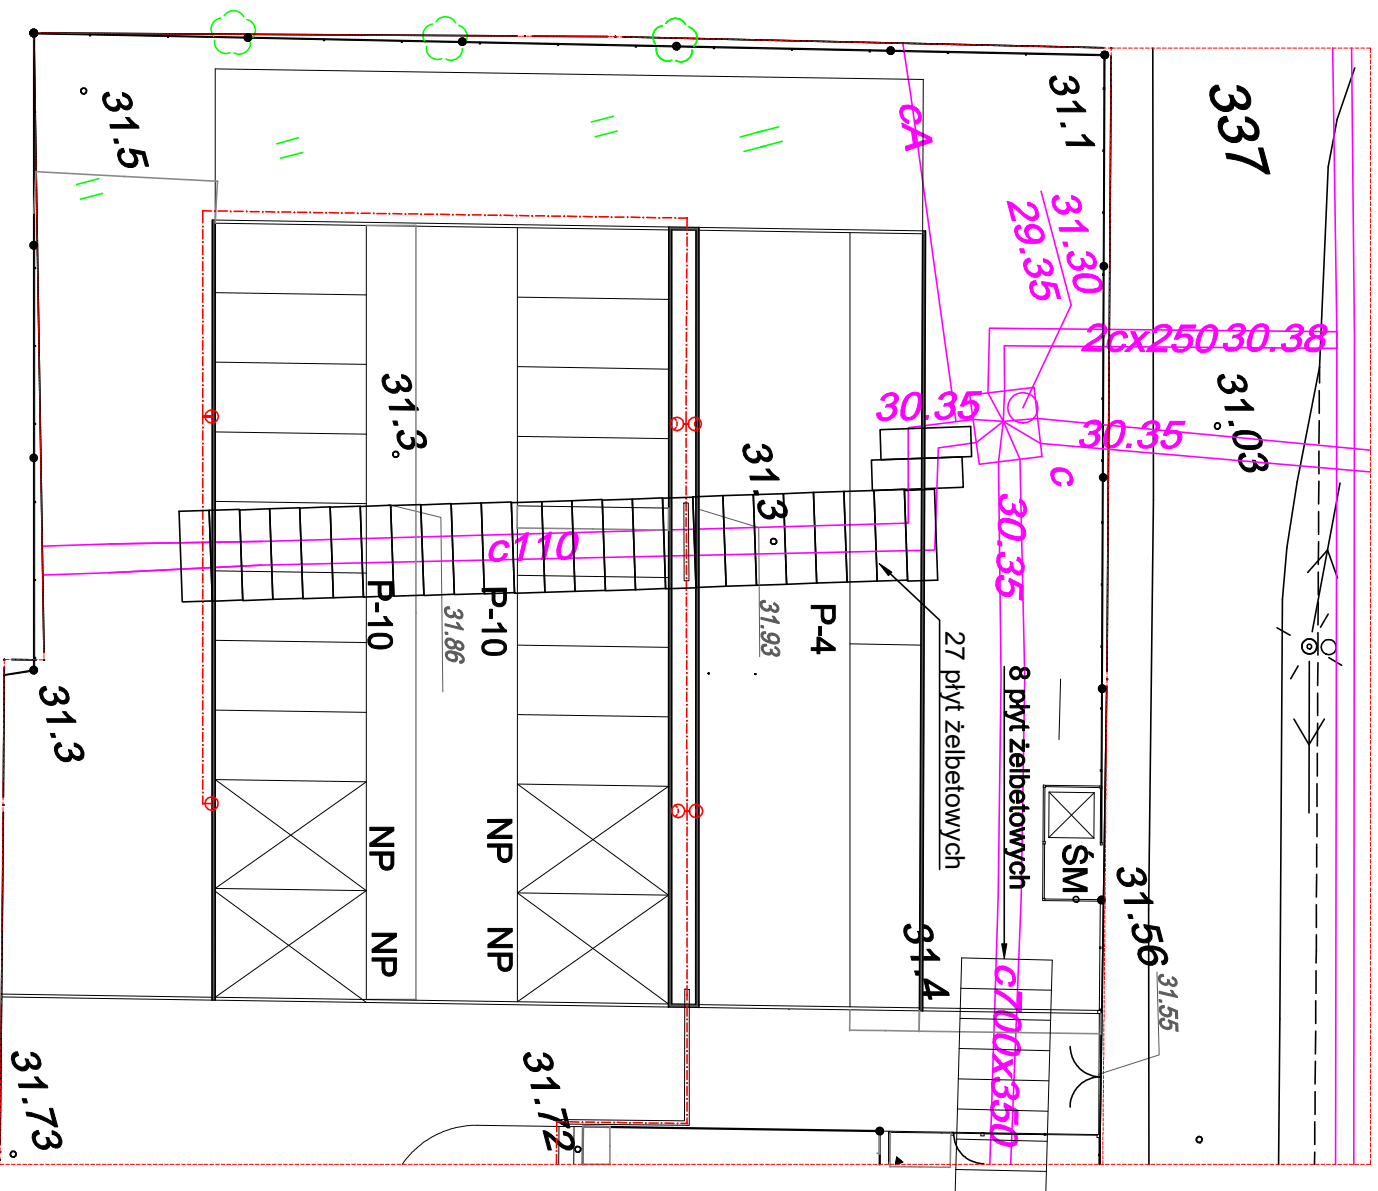 337
31.1
31.5
cA
31.30
29.35
2cx250 30.38
31.03
30.35
30.35
c
31.3
31.3
30.35
c110
P-10
P-10
31.86
31.93
P-4
27 płyt żelbetowych
8 płyt żelbetowych
31.3
NP
NP
NP
NP
ŚM
31.56
31.4
31.55
c700x350
31.73
31.72